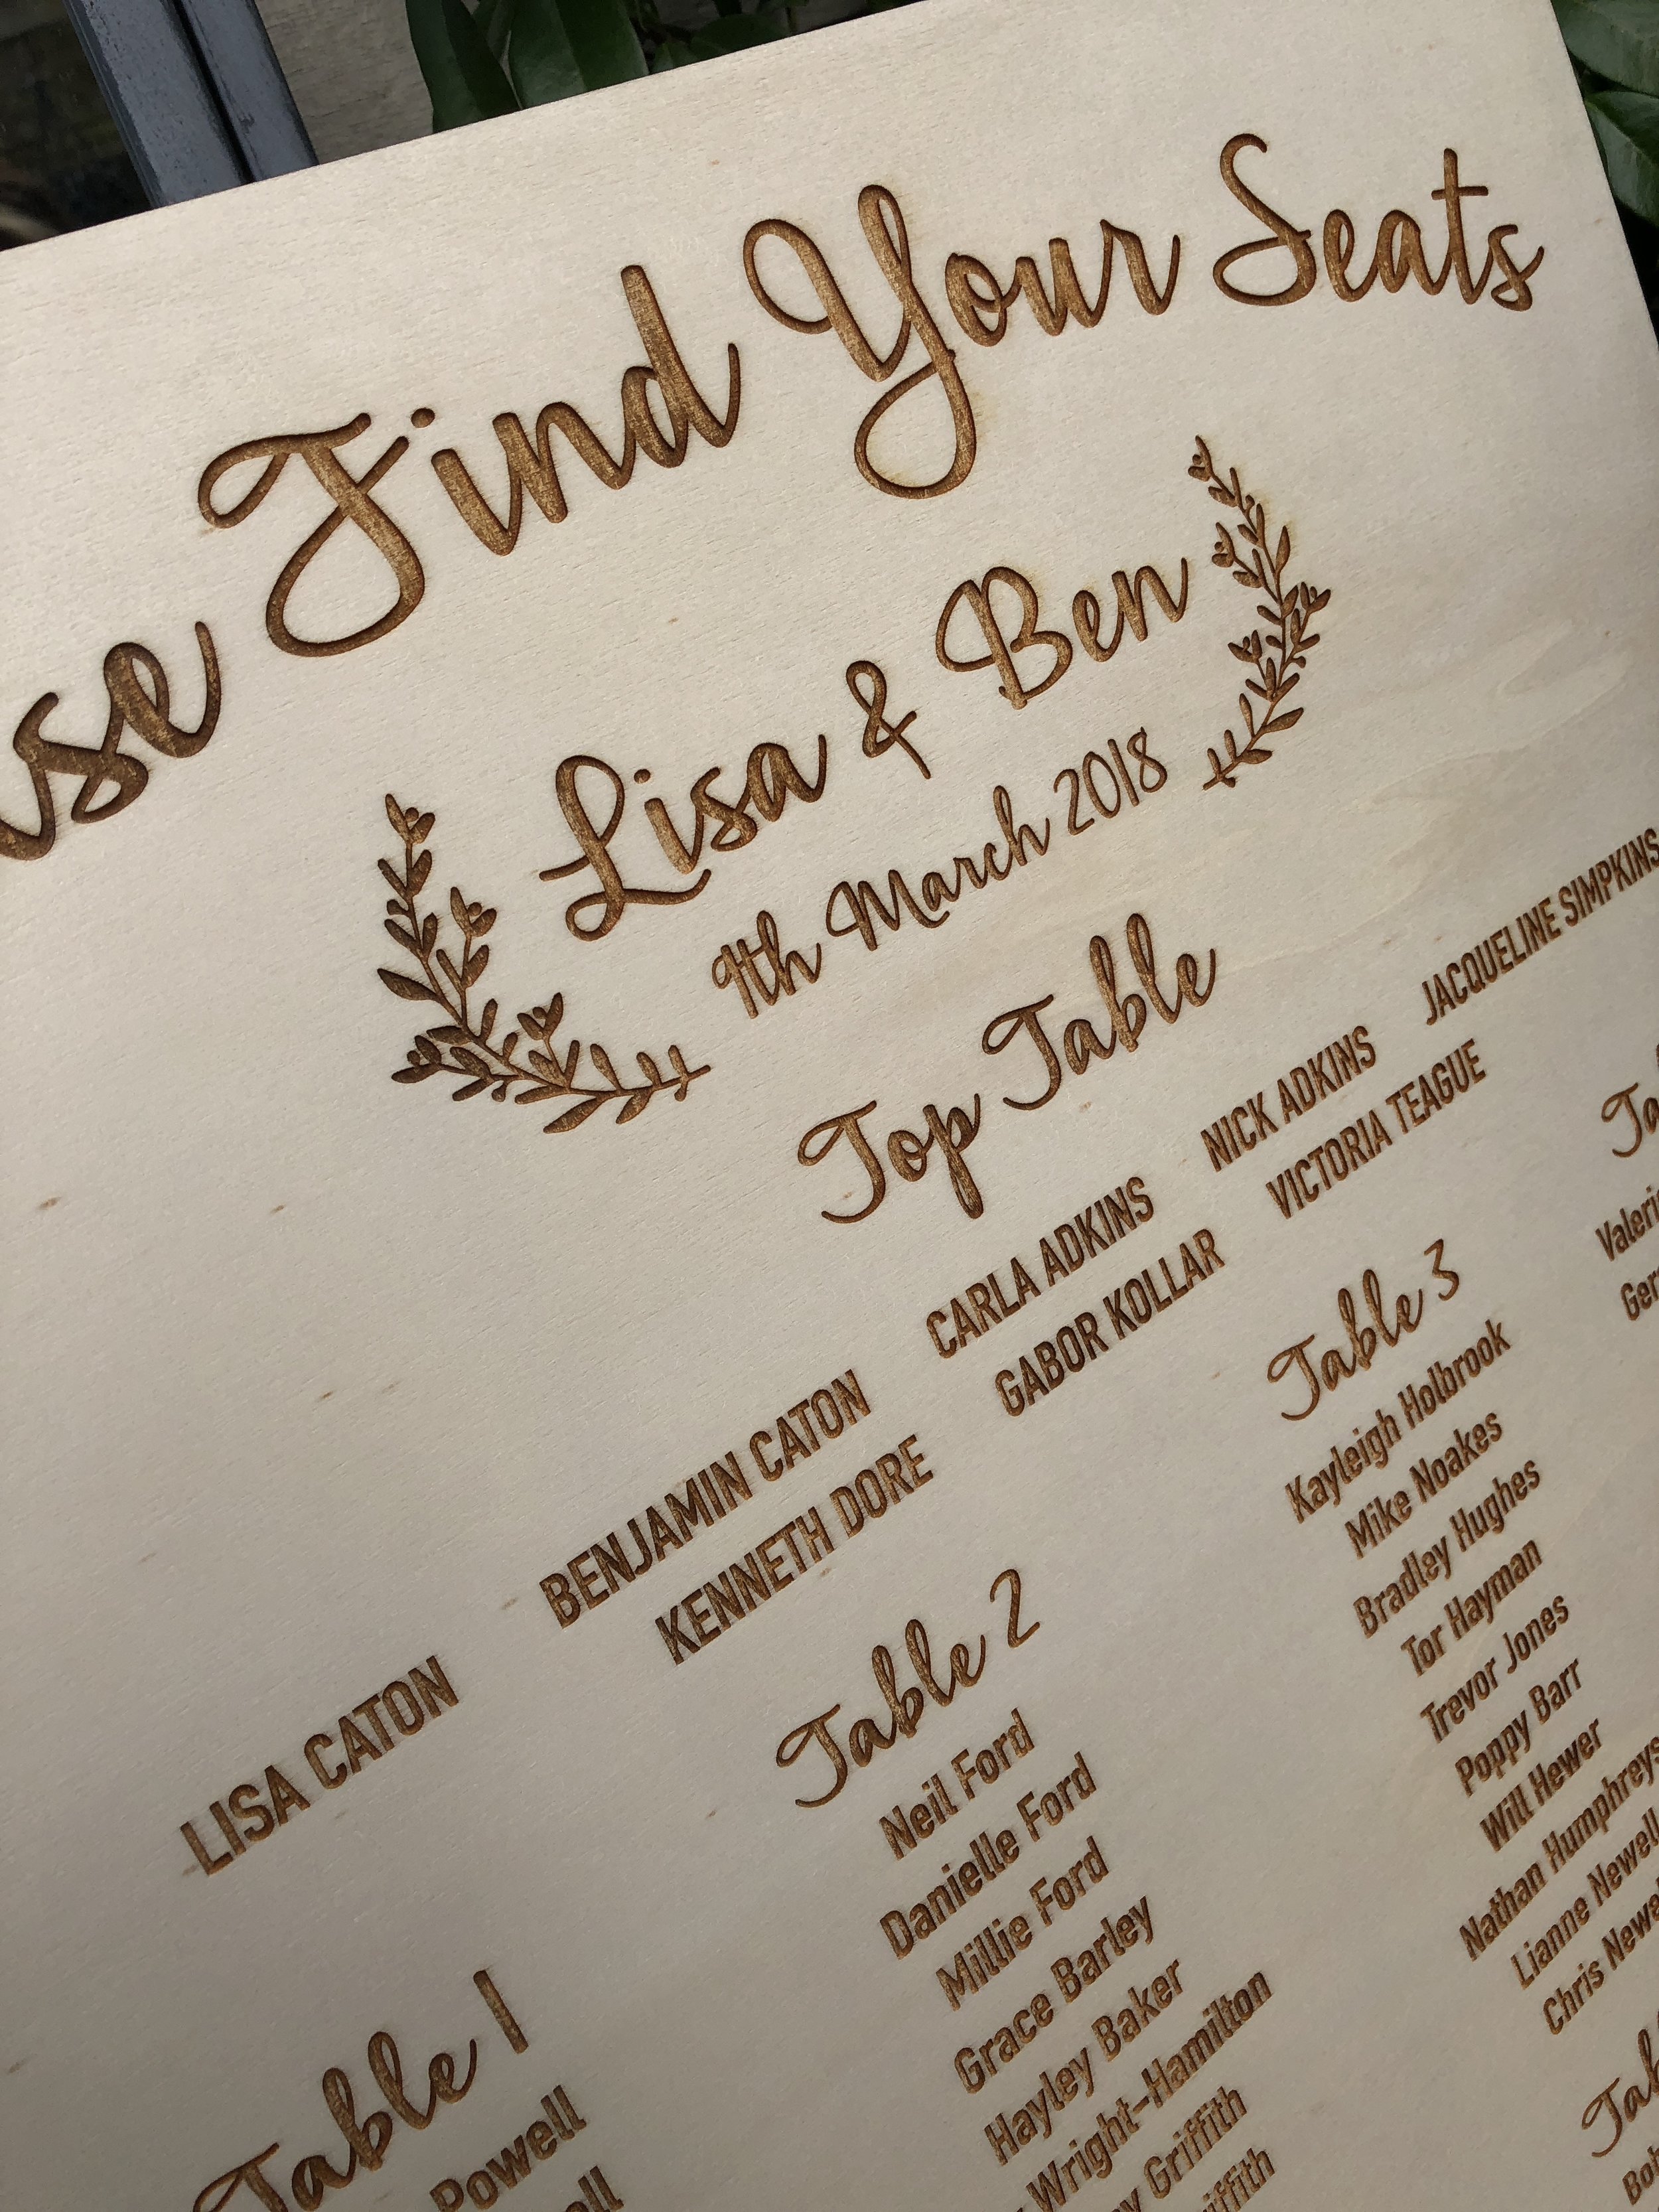 Find Your Seats
Lisa & Ben
9th March 2018
Top Table
LISA CATON BENJAMIN CATON CARLA ADKINS NICK ADKINS JACQUELINE SIMPKINS
KENNETH DORE GABOR KOLLAR VICTORIA TEAGUE
Table 1
Powell
Table 2
Neil Ford
Danielle Ford
Millie Ford
Grace Barley
Hayley Baker
Wright-Hamilton
Griffith
Table 3
Kayleigh Holbrook
Mike Noakes
Bradley Hughes
Tor Hayman
Trevor Jones
Poppy Barr
Will Hewer
Nathan Humphreys
Lianne Newell
Chris